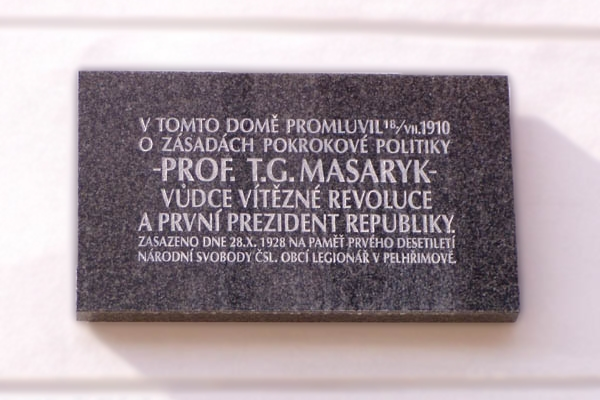 V TOMTO DOMĚ PROMLUVIL 18./VII. 1910
O ZÁSADÁCH POKROKOVÉ POLITIKY
-PROF. T.G. MASARYK-
VŮDCE VÍTĚZNÉ REVOLUCE
A PRVNÍ PREZIDENT REPUBLIKY.
ZASAZENO DNE 28.X. 1928 NA PAMĚŤ PRVÉHO DESETILETÍ
NÁRODNÍ SVOBODY ČSL. OBCÍ LEGIONÁŘ V PELHŘIMOVĚ.